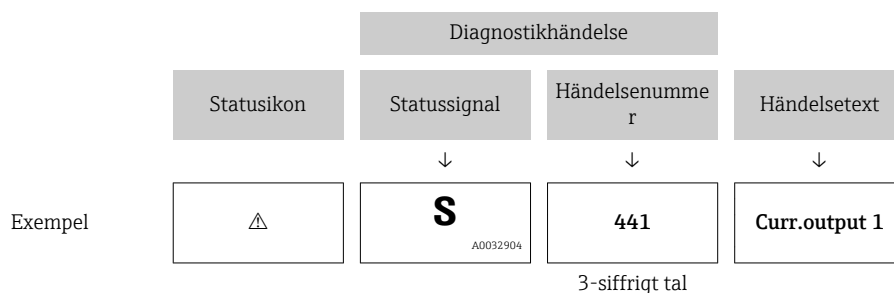 Diagnostikhändelse
Statusikon
Statussignal
Händelsenumme
r
Händelsetext
↓ ↓ ↓
Exempel
⚠
S
A0032904
441
Curr.output 1
3-siffrigt tal